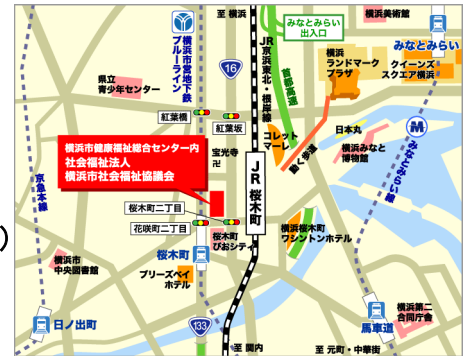 至 横浜
横浜市営地下鉄
ブルーライン
16
JR京浜東北・根岸線
首都高速
みなとみらい
出入口
横浜美術館
みなとみらい
横浜
ランドマーク
プラザ
クイーンズ
スクエア横浜
県立
青少年センター
紅葉橋
紅葉坂
コレット
マーレ
動く歩道
日本丸
横浜みなと
博物館
M
みなとみらい線
横浜市健康福祉総合センター内
社会福祉法人
横浜市社会福祉協議会
宝光寺
卍
JR桜木町
京急本線
桜木町二丁目
花咲町二丁目
桜木町
ぴおシティ
横浜桜木町
ワシントンホテル
横浜市
中央図書館
桜木町
ブリーズベイ
ホテル
日ノ出町
133
至 関内
馬車道
横浜第二
合同庁舎
至 元町・中華街
)